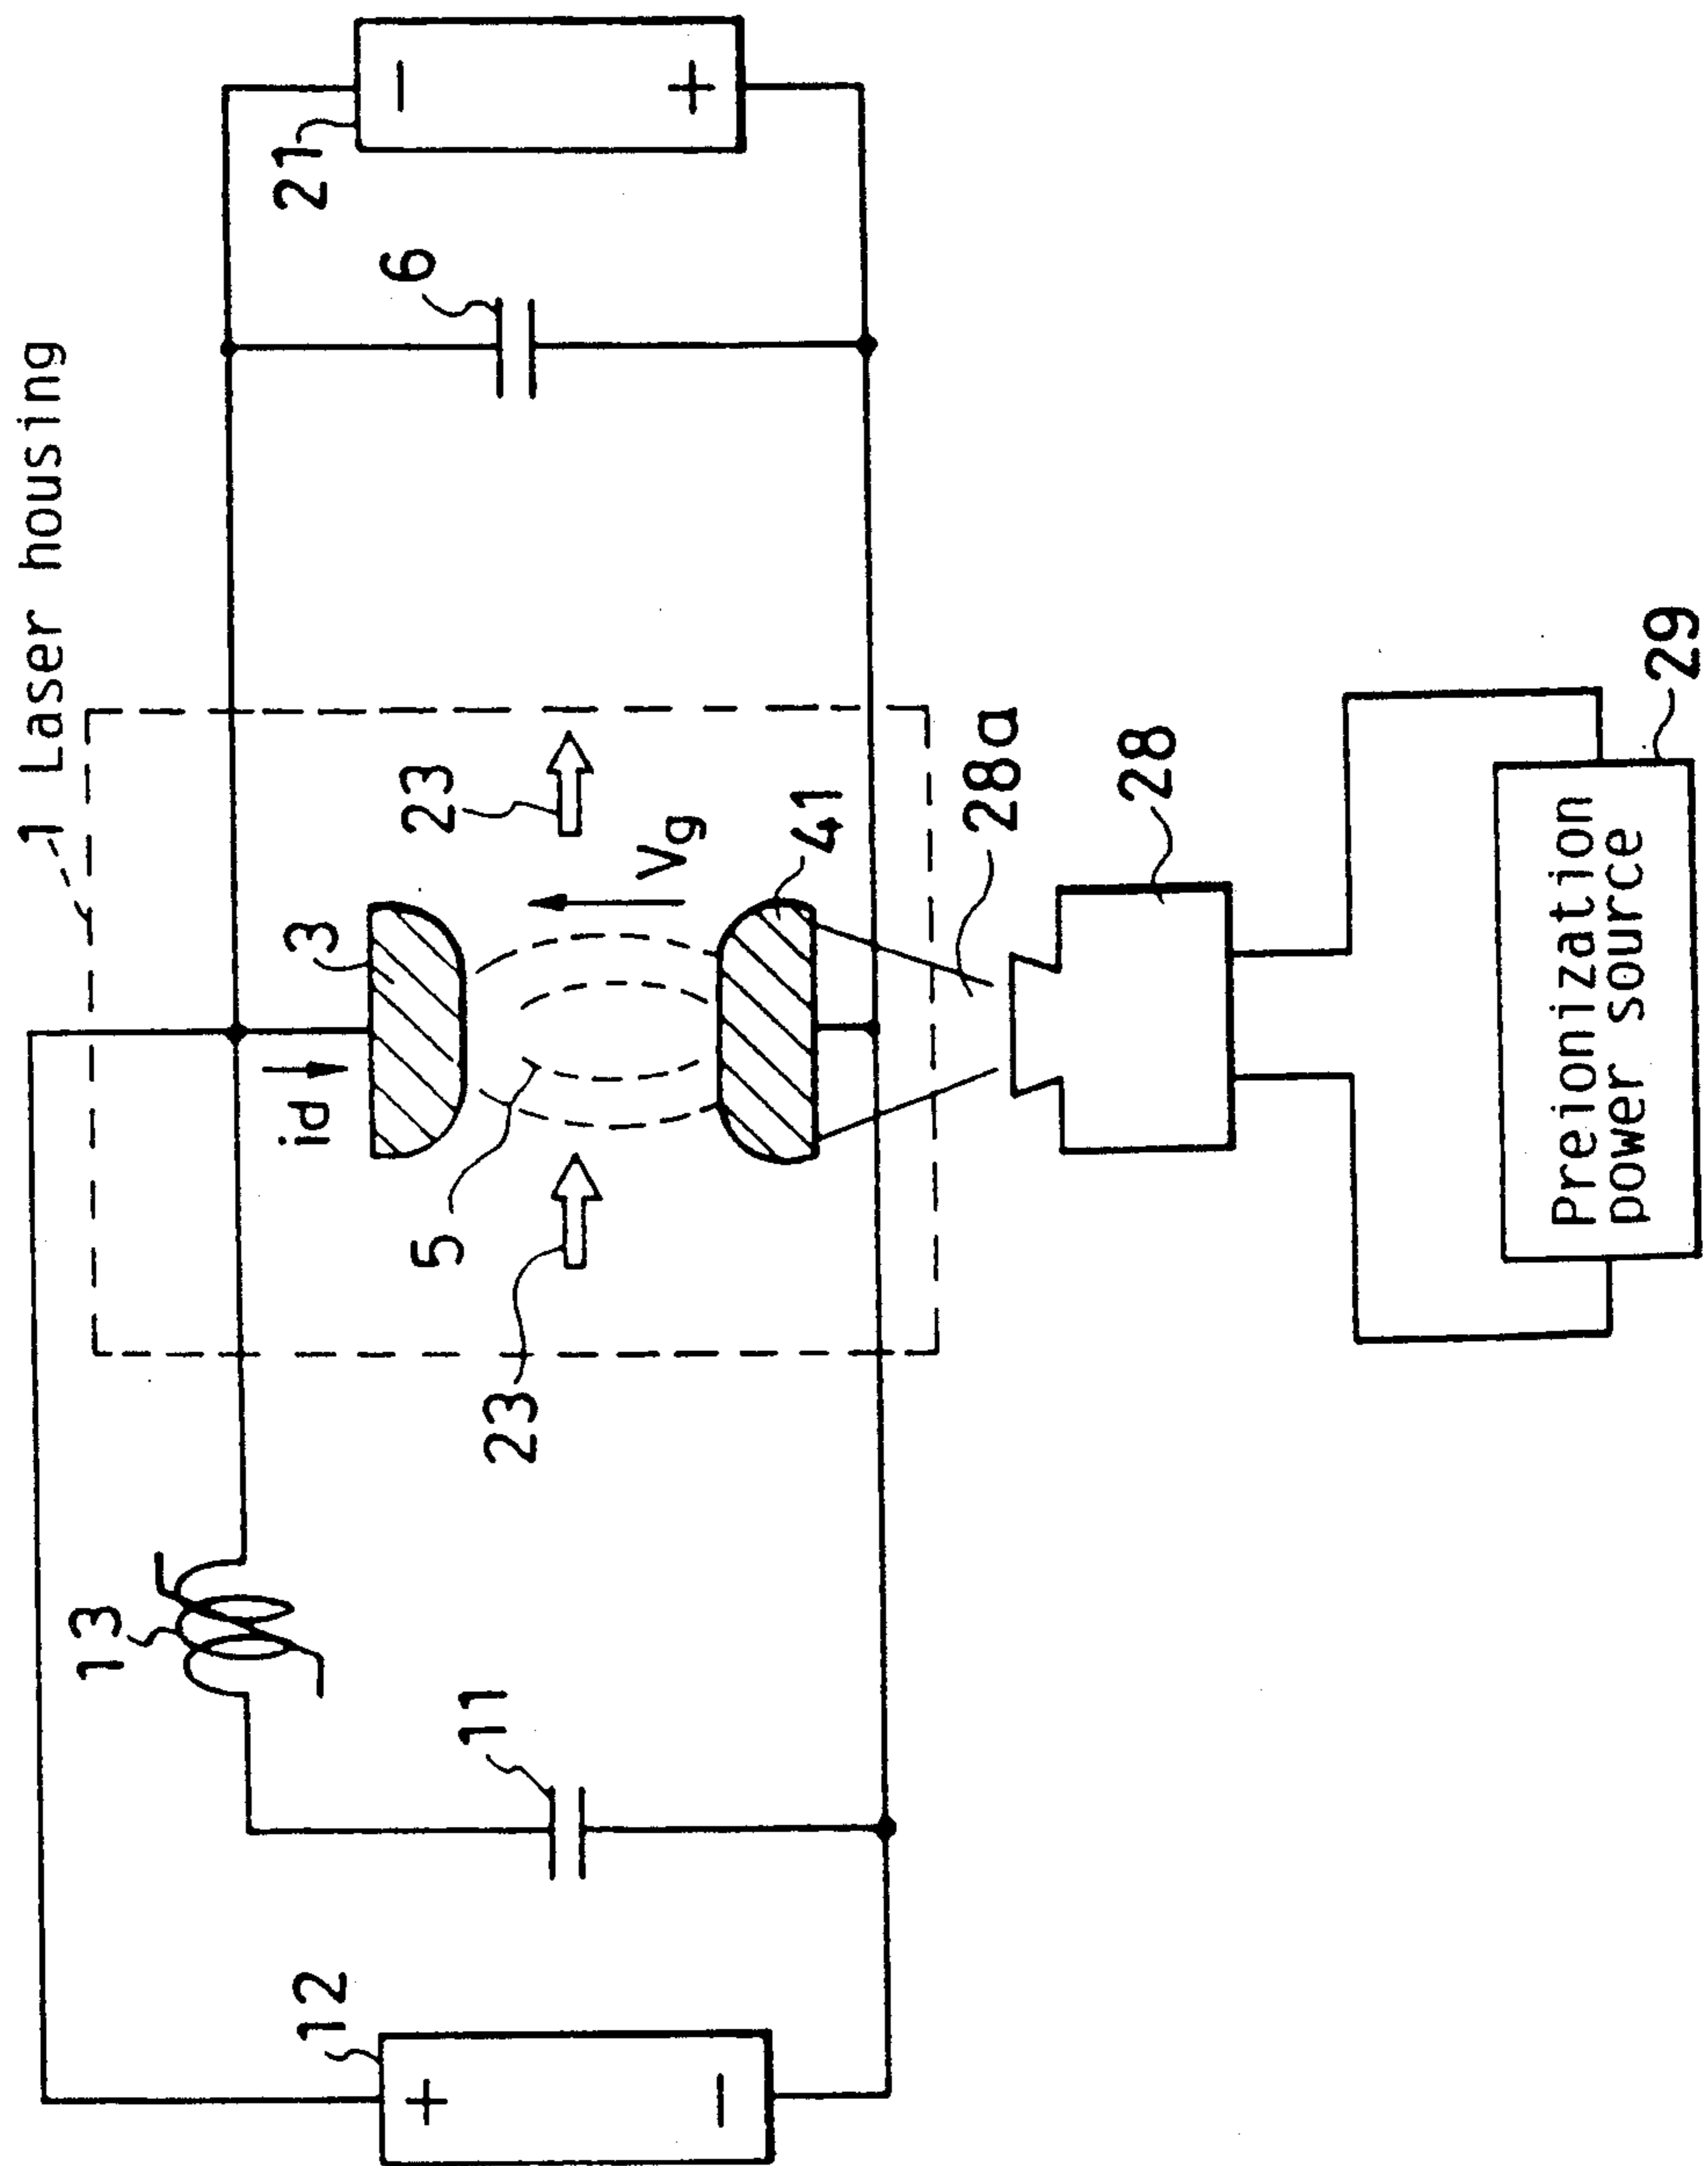 1 Laser housing
21
6
23
3
id
Vg
41
5
23
13
11
12
+
−
−
+
28a
28
29
Preionization
power source